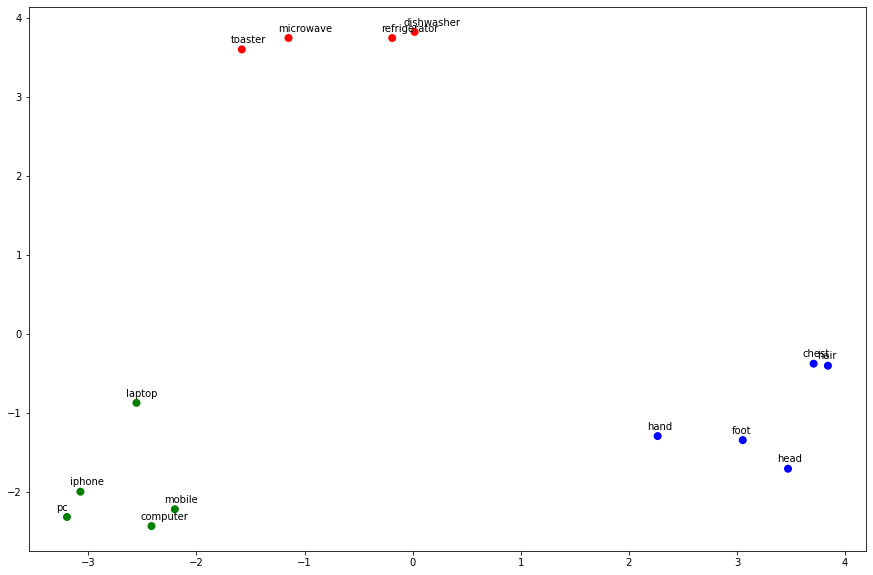 4
dishwasher
microwave
refrigerator
toaster
3
2
1
0
chest
hair
laptop
−1
hand
foot
head
iphone
−2
mobile
pc
computer
−3
−2
−1
0
1
2
3
4